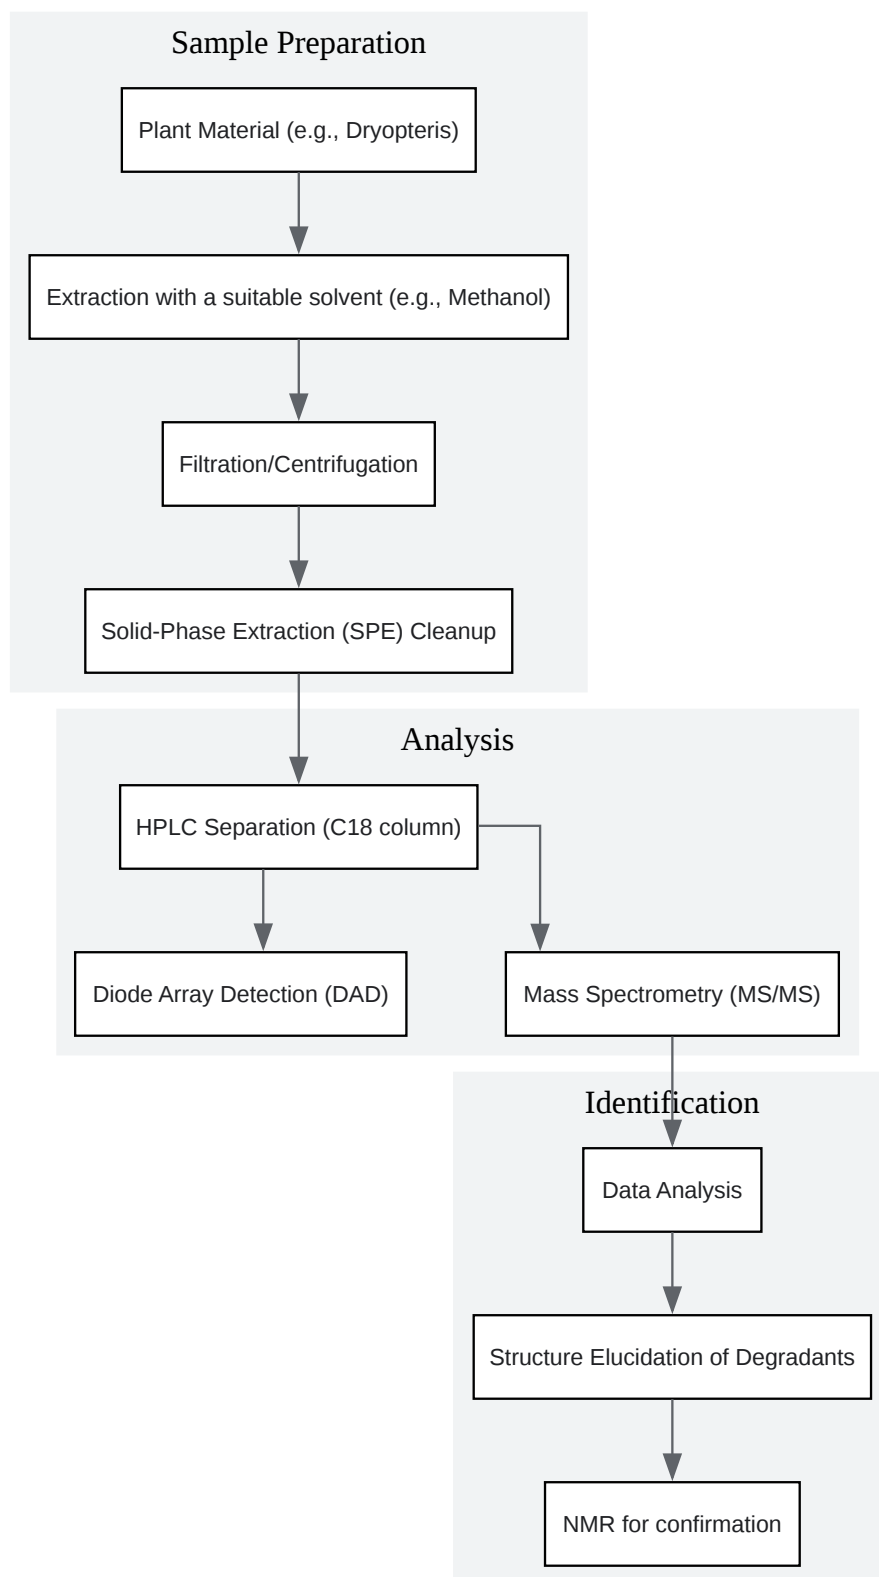 Sample Preparation
Plant Material (e.g., Dryopteris)
Extraction with a suitable solvent (e.g., Methanol)
Filtration/Centrifugation
Solid-Phase Extraction (SPE) Cleanup
Analysis
HPLC Separation (C18 column)
Diode Array Detection (DAD)
Mass Spectrometry (MS/MS)
Identification
Data Analysis
Structure Elucidation of Degradants
NMR for confirmation